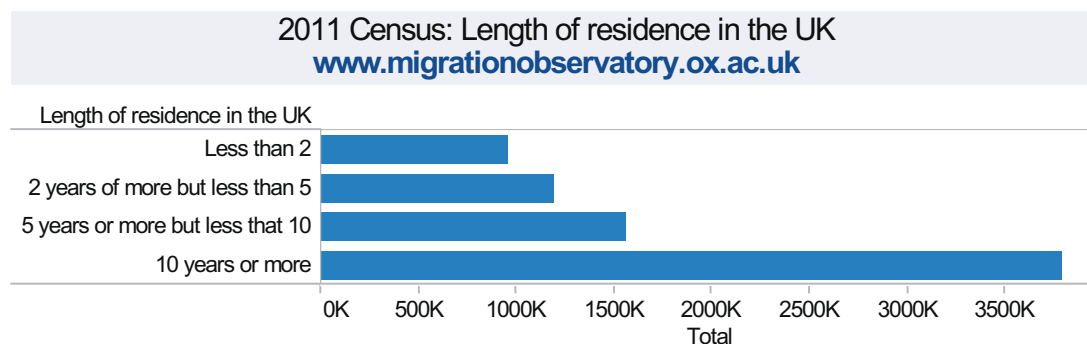 2011 Census: Length of residence in the UK
www.migrationobservatory.ox.ac.uk
Length of residence in the UK
Less than 2
2 years of more but less than 5
5 years or more but less that 10
10 years or more
0K 500K 1000K 1500K 2000K 2500K 3000K 3500K
Total